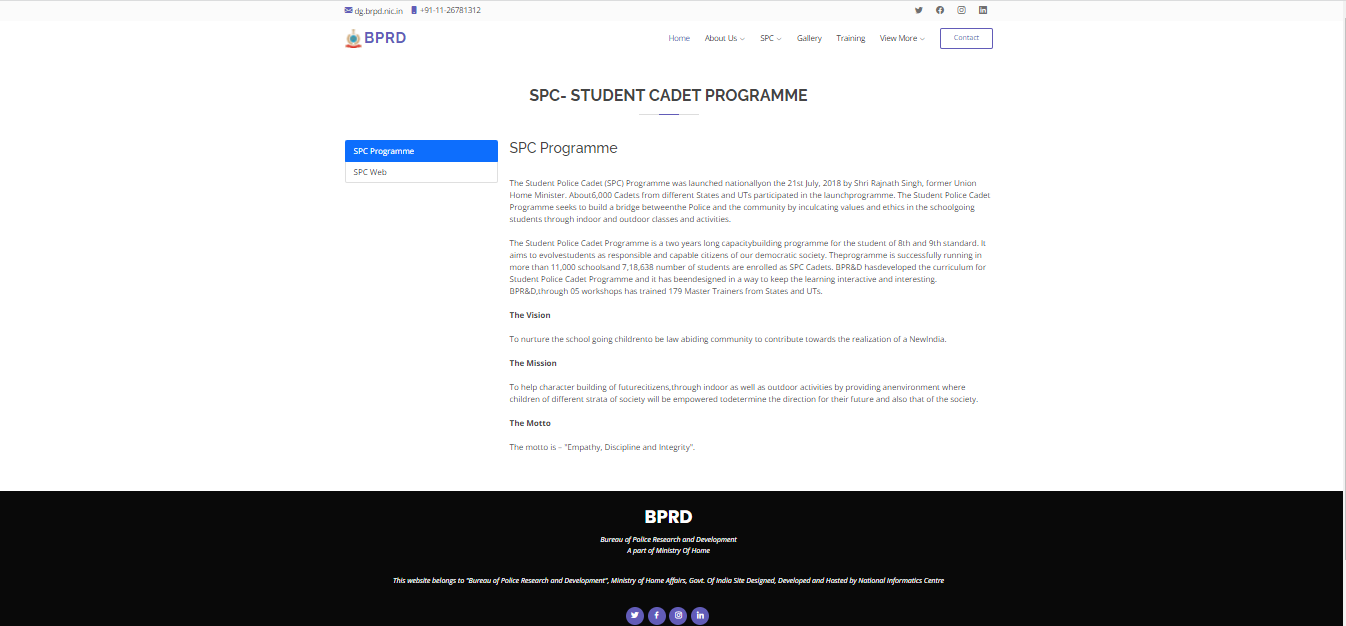 dg.brpd.nic.in +91-11-26781312
BPRD
Home About Us SPC Gallery Training View More Contact
SPC- STUDENT CADET PROGRAMME
SPC Programme
SPC Web
SPC Programme
The Student Police Cadet (SPC) Programme was launched nationallyon the 21st July, 2018 by Shri Rajnath Singh, former Union
Home Minister. About6,000 Cadets from different States and UTs participated in the launchprogramme. The Student Police Cadet
Programme seeks to build a bridge betweenthe Police and the community by inculcating values and ethics in the schoolgoing
students through indoor and outdoor classes and activities.
The Student Police Cadet Programme is a two years long capacitybuilding programme for the student of 8th and 9th standard. It
aims to evolvestudents as responsible and capable citizens of our democratic society. Theprogramme is successfully running in
more than 11,000 schoolsand 7,18,638 number of students are enrolled as SPC Cadets. BPR&D hasdeveloped the curriculum for
Student Police Cadet Programme and it has beendesigned in a way to keep the learning interactive and interesting.
BPR&D,through 05 workshops has trained 179 Master Trainers from States and UTs.
The Vision
To nurture the school going childrento be law abiding community to contribute towards the realization of a NewIndia.
The Mission
To help character building of futurecitizens,through indoor as well as outdoor activities by providing anenvironment where
children of different strata of society will be empowered todetermine the direction for their future and also that of the society.
The Motto
The motto is – "Empathy, Discipline and Integrity".
BPRD
Bureau of Police Research and Development
A part of Ministry Of Home
This website belongs to "Bureau of Police Research and Development", Ministry of Home Affairs, Govt. Of India Site Designed, Developed and Hosted by National Informatics Centre